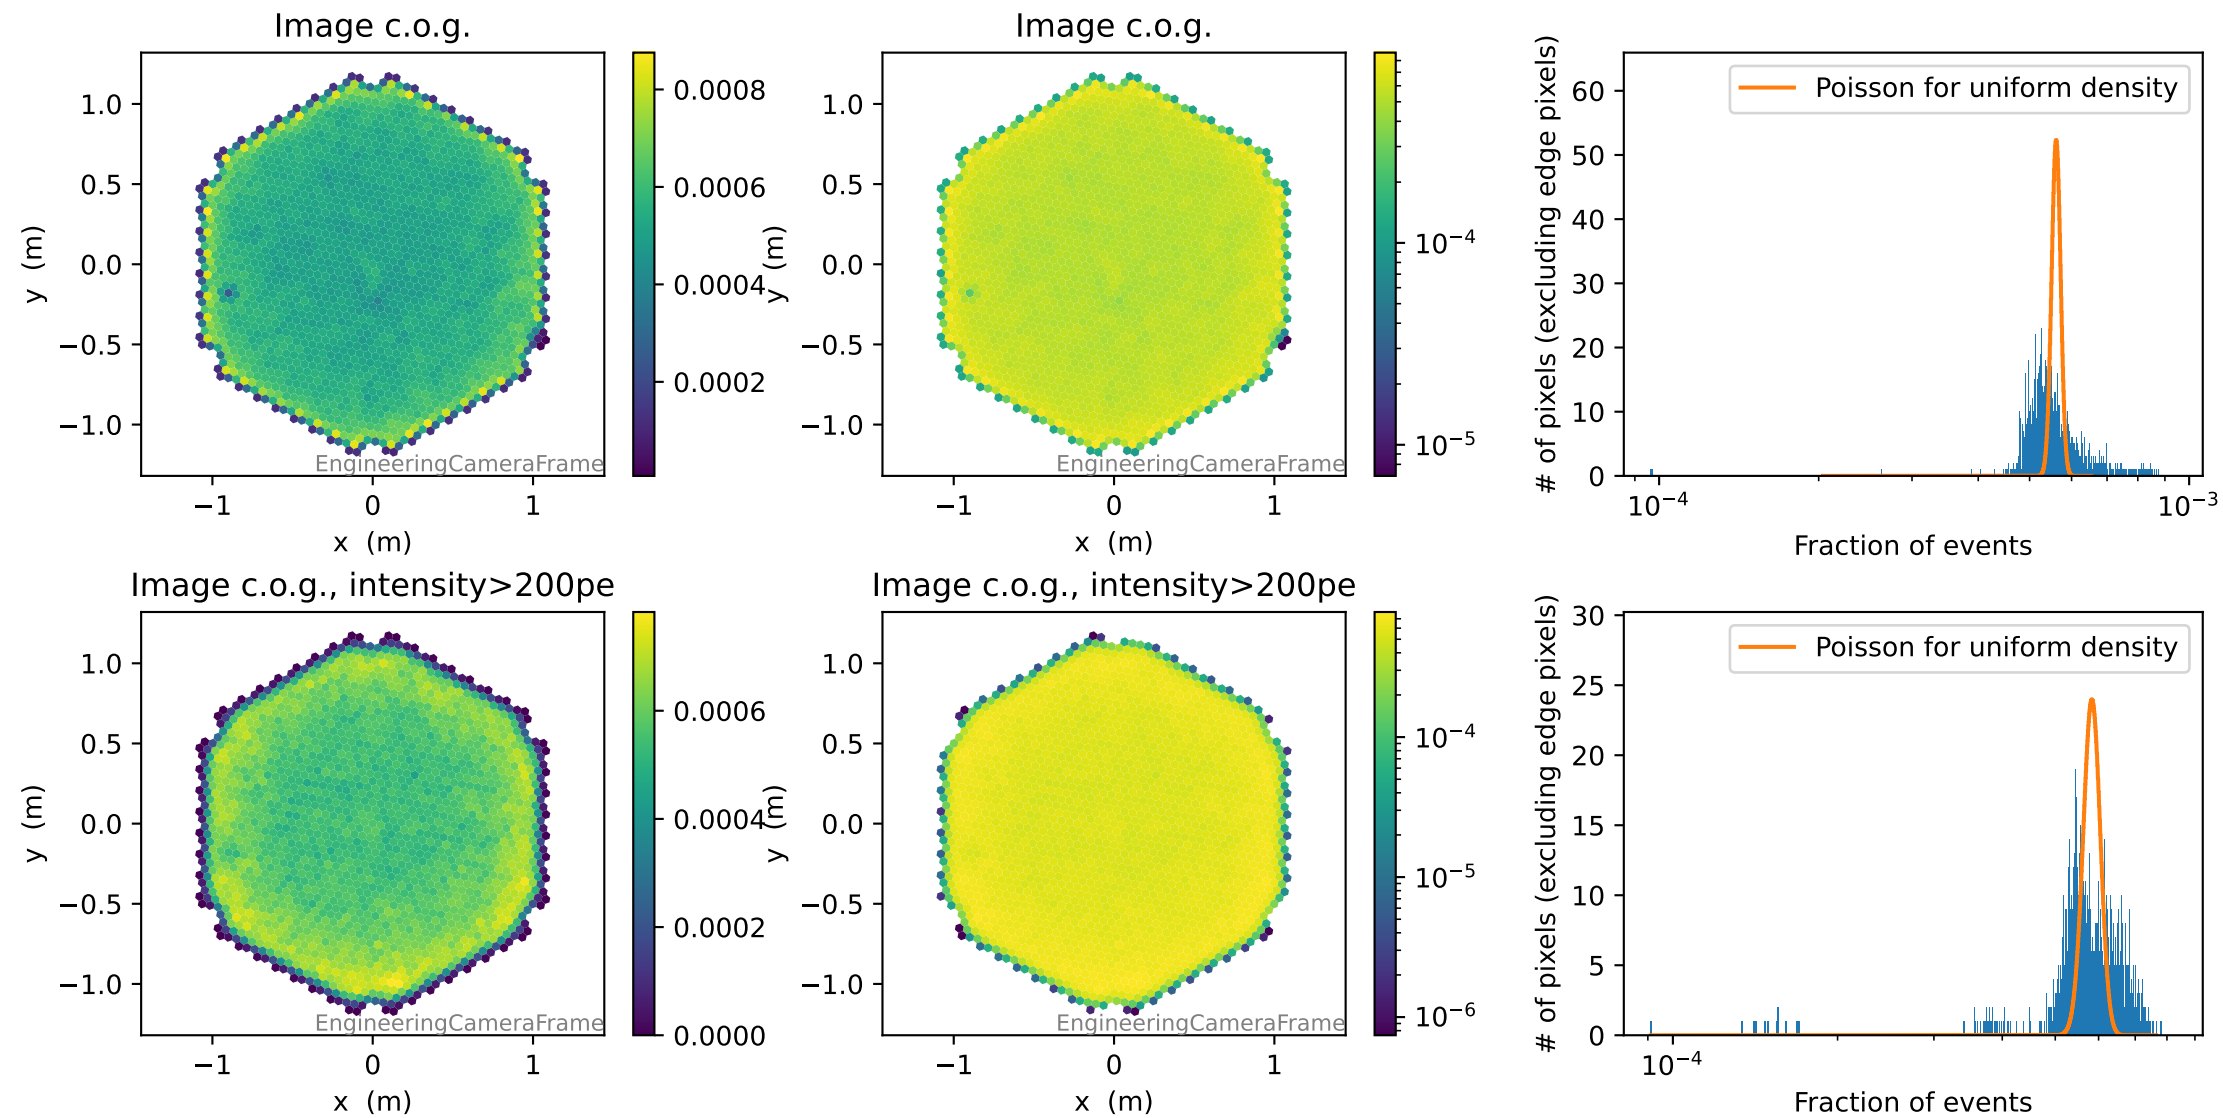 Image c.o.g.
1.0
0.5
0.0
−0.5
−1.0
y (m)
−1
0
1
x (m)
EngineeringCameraFrame
0.0008
0.0006
0.0004
0.0002
Image c.o.g.
1.0
0.5
0.0
−0.5
−1.0
y (m)
−1
0
1
x (m)
EngineeringCameraFrame
10−4
10−5
# of pixels (excluding edge pixels)
60
50
40
30
20
10
0
Poisson for uniform density
10−4
10−3
Fraction of events
Image c.o.g., intensity>200pe
1.0
0.5
0.0
−0.5
−1.0
y (m)
−1
0
1
x (m)
EngineeringCameraFrame
0.0006
0.0004
0.0002
0.0000
Image c.o.g., intensity>200pe
1.0
0.5
0.0
−0.5
−1.0
y (m)
−1
0
1
x (m)
EngineeringCameraFrame
10−4
10−5
10−6
# of pixels (excluding edge pixels)
30
25
20
15
10
5
0
Poisson for uniform density
10−4
Fraction of events